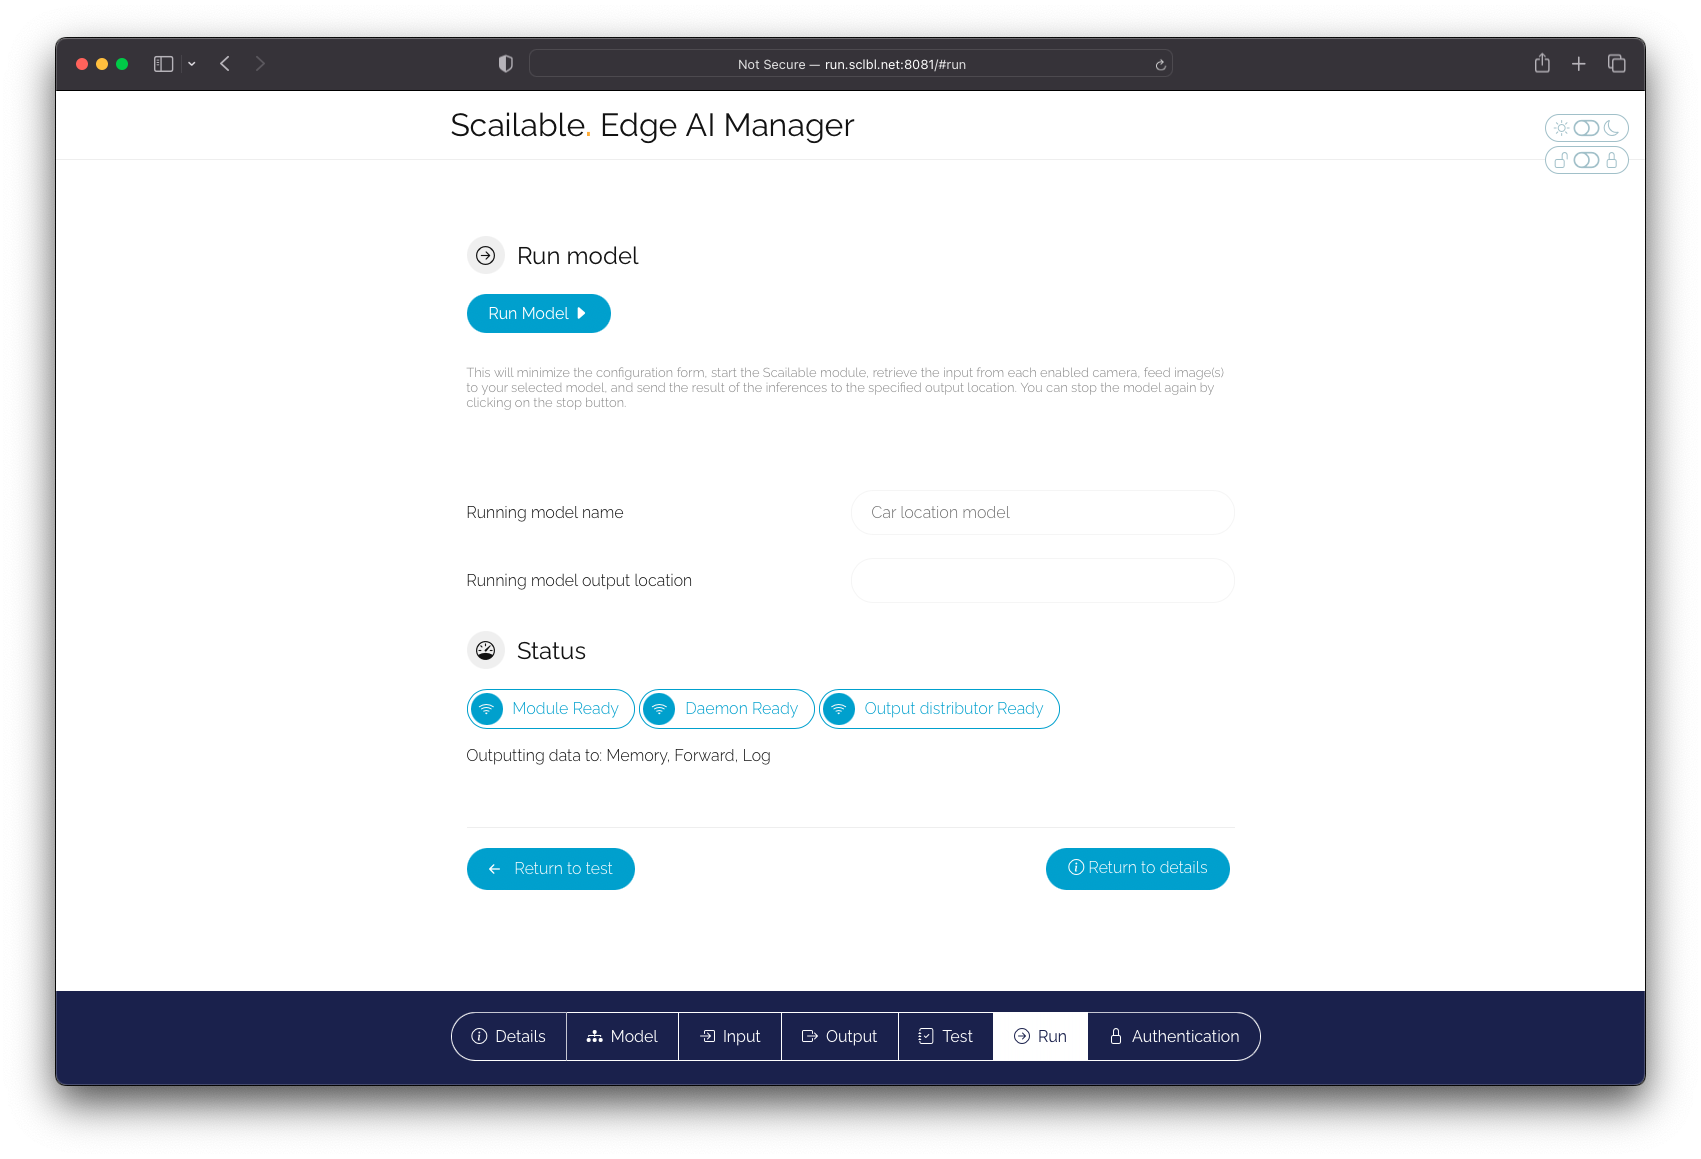 Not Secure — run.sclbl.net:8081/#run
Scailable. Edge AI Manager
Run model
Run Model
This will minimize the configuration form, start the Scailable module, retrieve the input from each enabled camera, feed image(s)
to your selected model, and send the result of the inferences to the specified output location. You can stop the model again by
clicking on the stop button.
Running model name
Car location model
Running model output location
Status
Module Ready
Daemon Ready
Output distributor Ready
Outputting data to: Memory, Forward, Log
Return to test
Return to details
Details
Model
Input
Output
Test
Run
Authentication